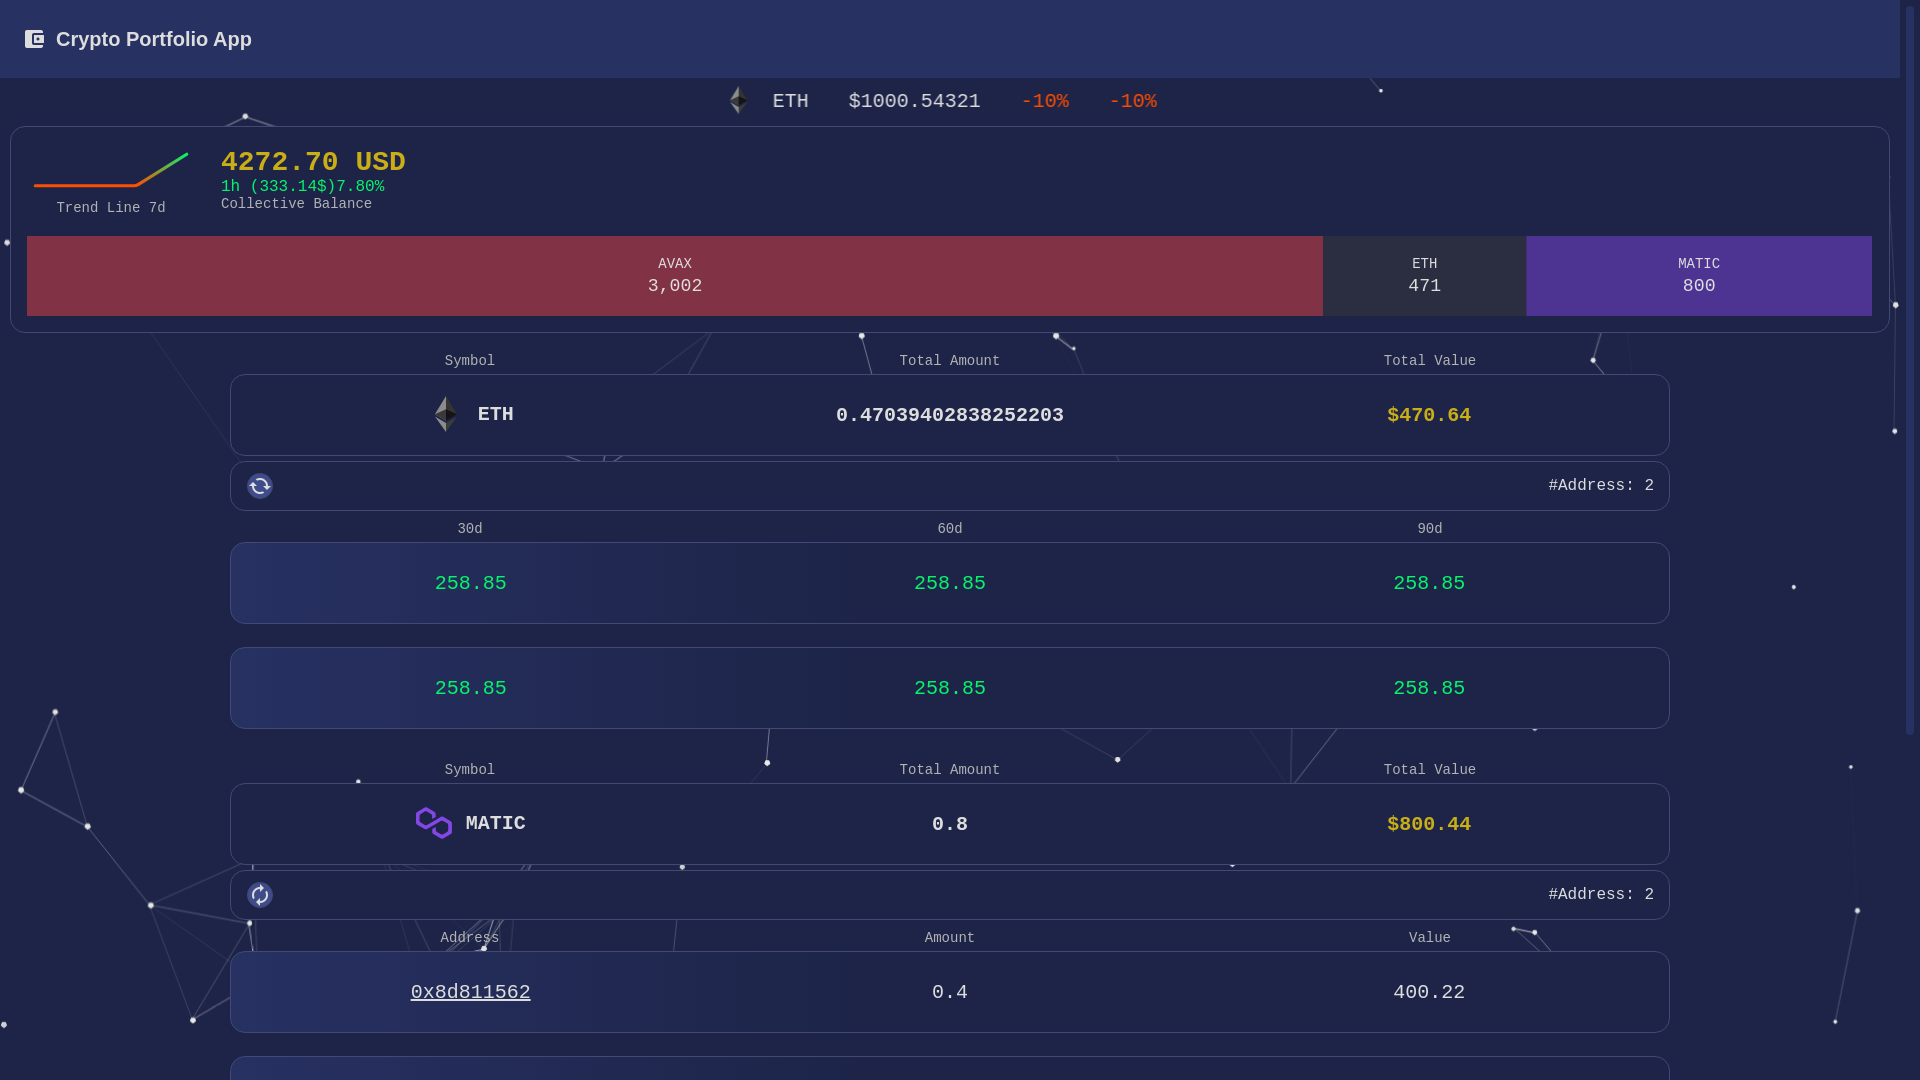 Crypto Portfolio App
ETH $1000.54321 -10% -10%
4272.70 USD
1h (333.14$)7.80%
Collective Balance
Trend Line 7d
AVAX ETH MATIC
3,002 471 800
Symbol Total Amount Total Value
ETH 0.47039402838252203 $470.64
#Address: 2
30d 60d 90d
258.85 258.85 258.85
258.85 258.85 258.85
Symbol Total Amount Total Value
MATIC 0.8 $800.44
#Address: 2
Address Amount Value
0x8d811562 0.4 400.22